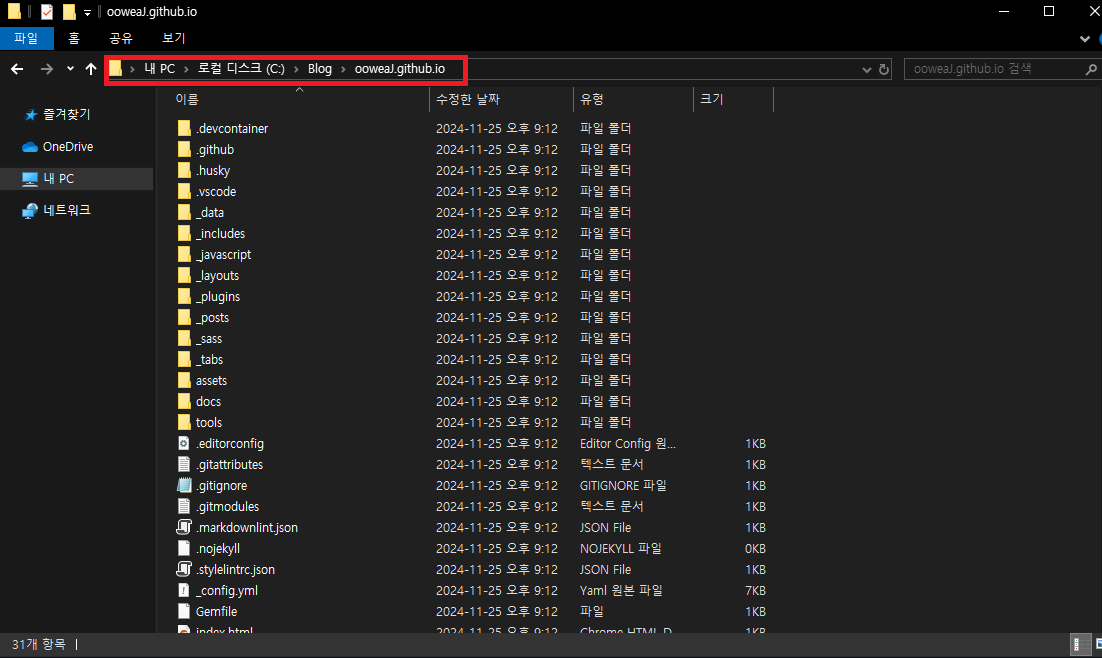 ooweaJ.github.io
파일 홈 공유 보기
내 PC › 로컬 디스크 (C:) › Blog › ooweaJ.github.io ooweaJ.github.io 검색
이름 수정한 날짜 유형 크기
즐겨찾기
OneDrive
내 PC
네트워크
.devcontainer 2024-11-25 오후 9:12 파일 폴더
.github 2024-11-25 오후 9:12 파일 폴더
.husky 2024-11-25 오후 9:12 파일 폴더
.vscode 2024-11-25 오후 9:12 파일 폴더
_data 2024-11-25 오후 9:12 파일 폴더
_includes 2024-11-25 오후 9:12 파일 폴더
_javascript 2024-11-25 오후 9:12 파일 폴더
_layouts 2024-11-25 오후 9:12 파일 폴더
_plugins 2024-11-25 오후 9:12 파일 폴더
_posts 2024-11-25 오후 9:12 파일 폴더
_sass 2024-11-25 오후 9:12 파일 폴더
_tabs 2024-11-25 오후 9:12 파일 폴더
assets 2024-11-25 오후 9:12 파일 폴더
docs 2024-11-25 오후 9:12 파일 폴더
tools 2024-11-25 오후 9:12 파일 폴더
.editorconfig 2024-11-25 오후 9:12 Editor Config 원... 1KB
.gitattributes 2024-11-25 오후 9:12 텍스트 문서 1KB
.gitignore 2024-11-25 오후 9:12 GITIGNORE 파일 1KB
.gitmodules 2024-11-25 오후 9:12 텍스트 문서 1KB
.markdownlint.json 2024-11-25 오후 9:12 JSON File 1KB
.nojekyll 2024-11-25 오후 9:12 NOJEKYLL 파일 0KB
.stylelintrc.json 2024-11-25 오후 9:12 JSON File 1KB
_config.yml 2024-11-25 오후 9:12 Yaml 원본 파일 7KB
Gemfile 2024-11-25 오후 9:12 파일 1KB
index.html 2024-11-25 오후 9:12 Chrome HTML D... 1KB
31개 항목